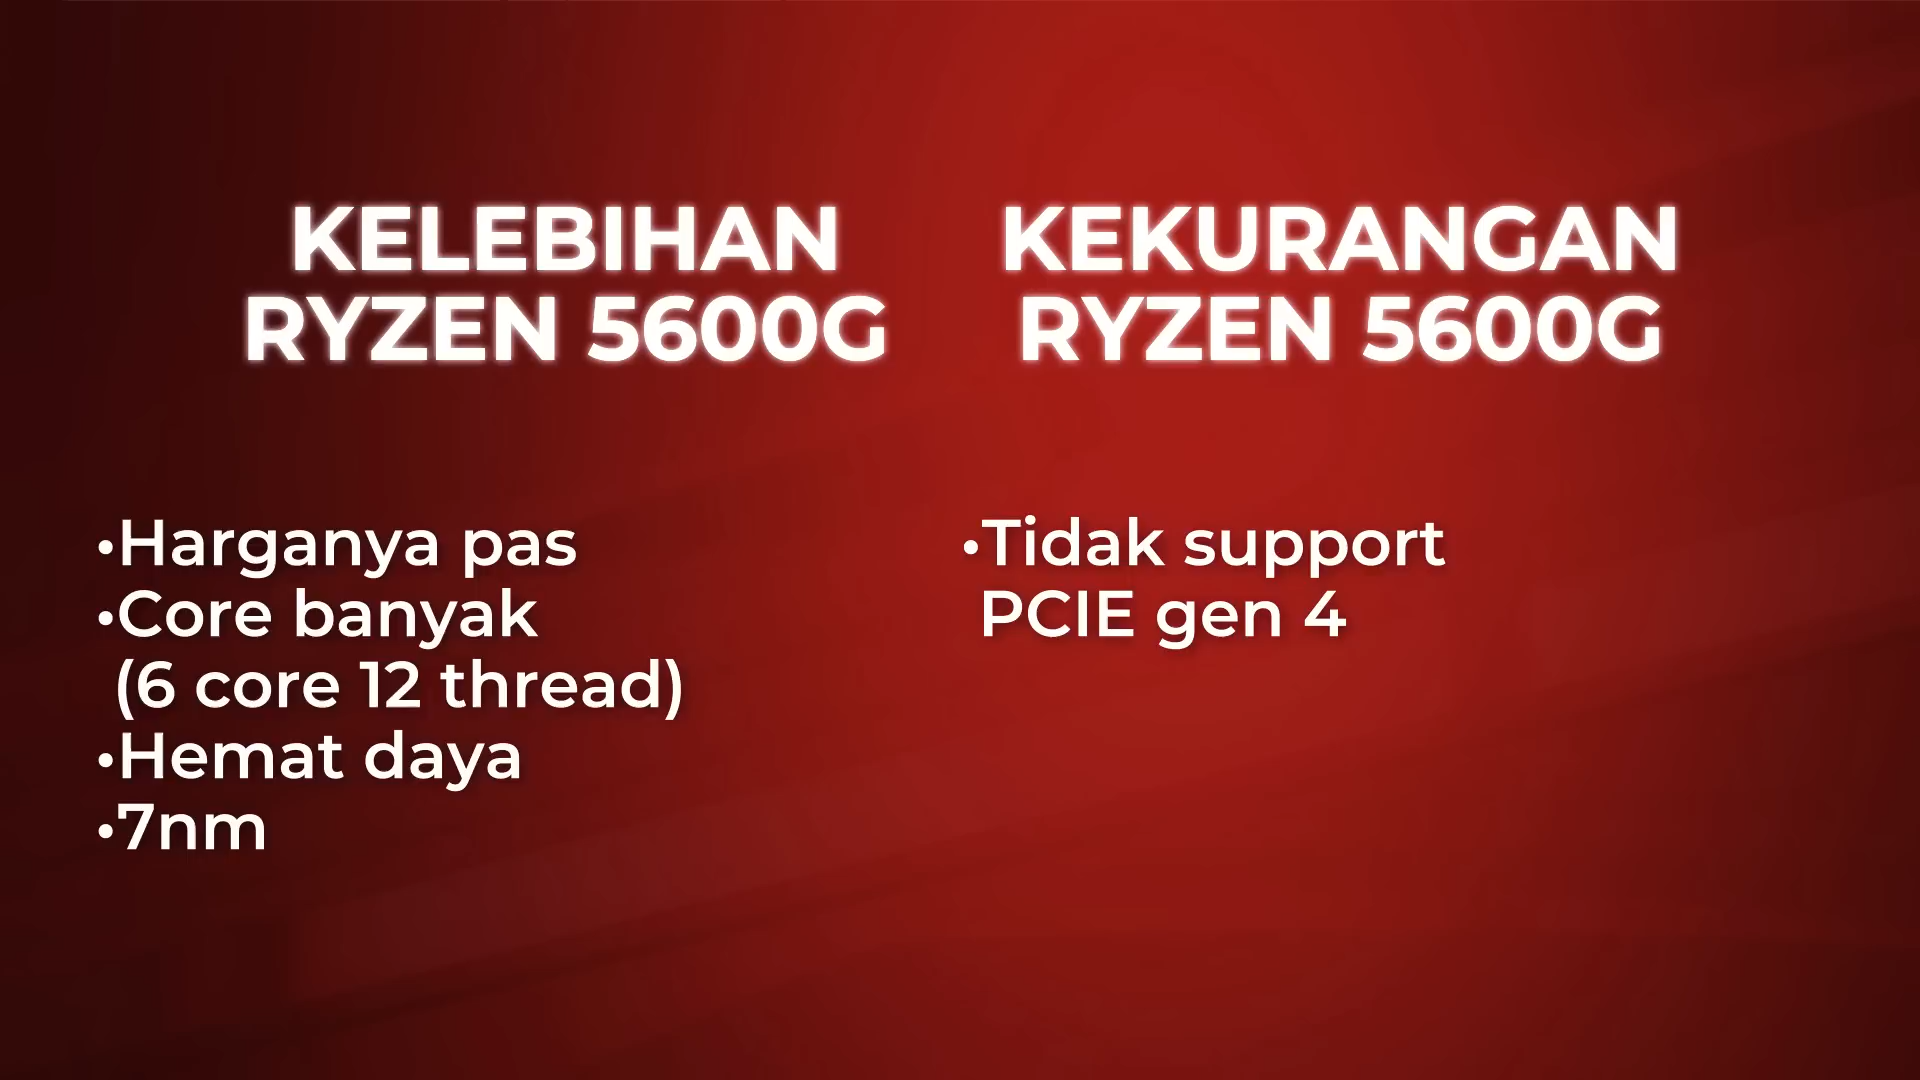 KELEBIHAN
RYZEN 5600G
•Harganya pas
•Core banyak
(6 core 12 thread)
•Hemat daya
•7nm
KEKURANGAN
RYZEN 5600G
•Tidak support
PCIE gen 4